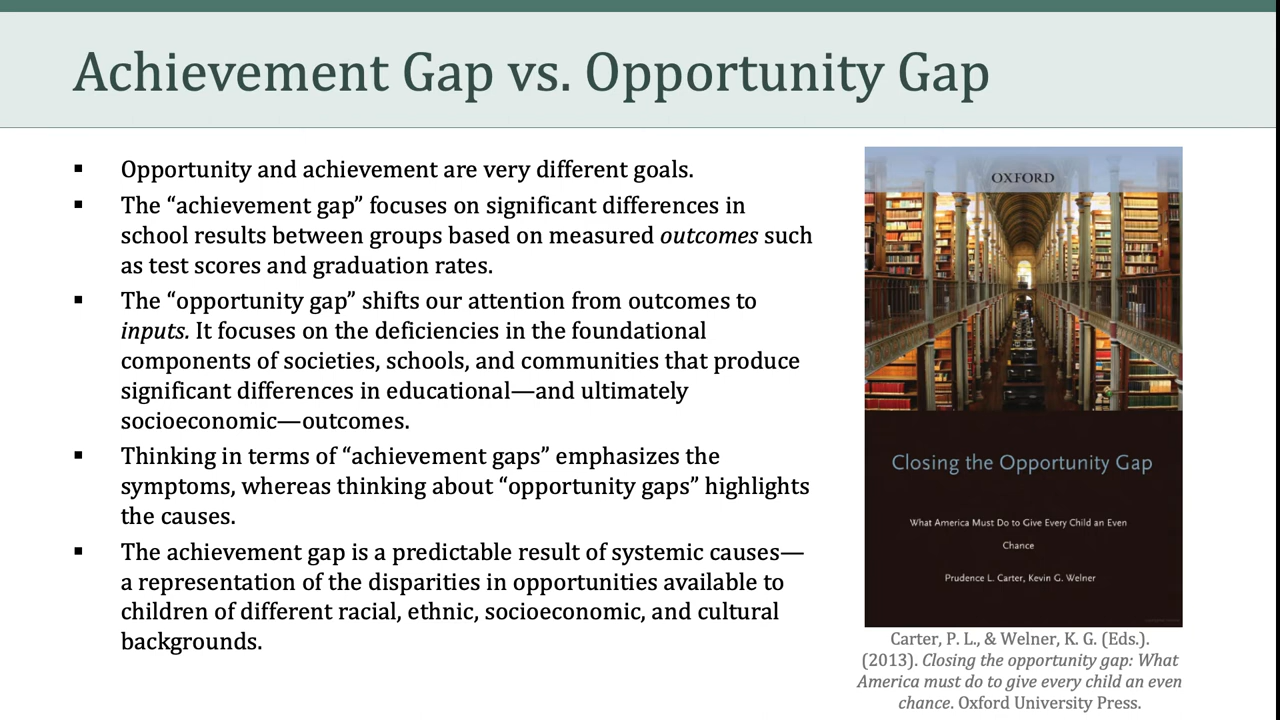 Achievement Gap vs. Opportunity Gap
▪ Opportunity and achievement are very different goals.
▪ The “achievement gap” focuses on significant differences in
school results between groups based on measured outcomes such
as test scores and graduation rates.
▪ The “opportunity gap” shifts our attention from outcomes to
inputs. It focuses on the deficiencies in the foundational
components of societies, schools, and communities that produce
significant differences in educational—and ultimately
socioeconomic—outcomes.
▪ Thinking in terms of “achievement gaps” emphasizes the
symptoms, whereas thinking about “opportunity gaps” highlights
the causes.
▪ The achievement gap is a predictable result of systemic causes—
a representation of the disparities in opportunities available to
children of different racial, ethnic, socioeconomic, and cultural
backgrounds.
OXFORD
Closing the Opportunity Gap
What America Must Do to Give Every Child an Even
Chance
Prudence L. Carter, Kevin G. Welner
Carter, P. L., & Welner, K. G. (Eds.).
(2013). Closing the opportunity gap: What
America must do to give every child an even
chance. Oxford University Press.